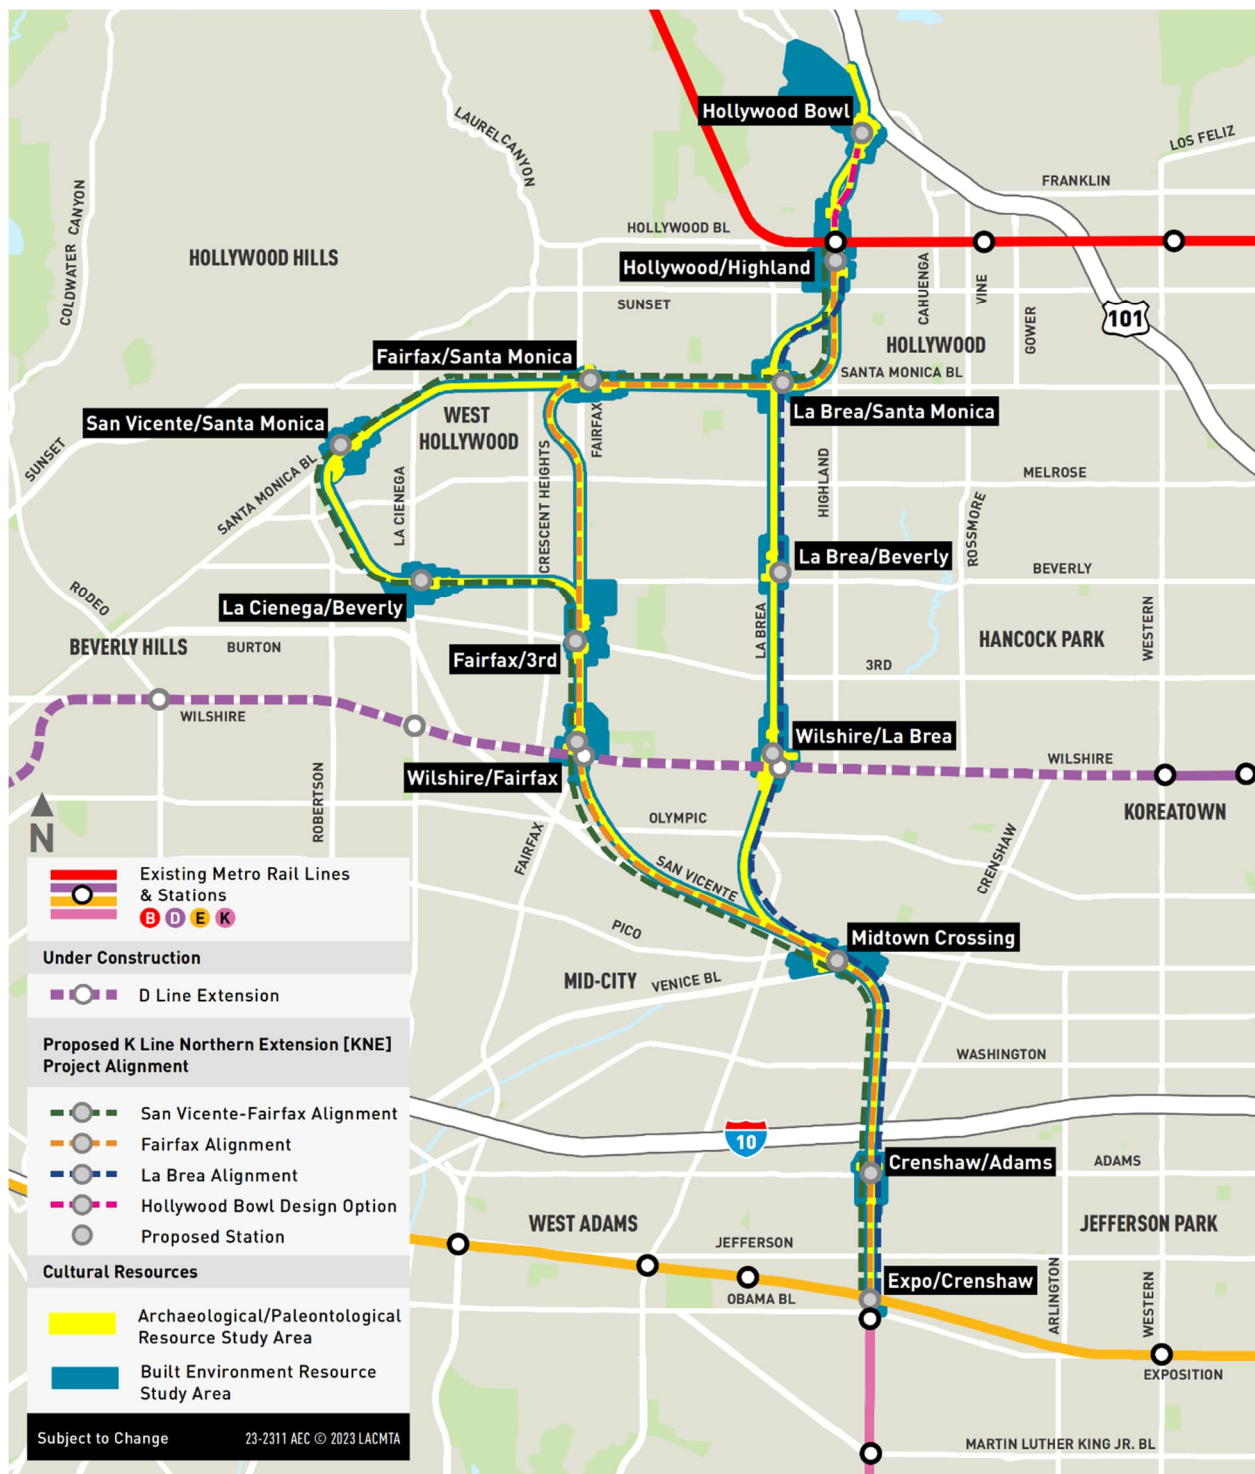 Hollywood Bowl
LOS FELIZ
LAUREL CANYON
FRANKLIN
COLDWATER CANYON
HOLLYWOOD BL
HOLLYWOOD HILLS
Hollywood/Highland
CAHUENGA
VINE
GOWER
SUNSET
101
HOLLYWOOD
Fairfax/Santa Monica
SANTA MONICA BL
San Vicente/Santa Monica
WEST
HOLLYWOOD
La Brea/Santa Monica
FAIRFAX
SUNSET
SANTA MONICA BL
LA CIENEGA
CRESCENT HEIGHTS
HIGHLAND
MELROSE
ROSSMORE
La Brea/Beverly
BEVERLY
RODEO
La Cienega/Beverly
LA BREA
WESTERN
BEVERLY HILLS
BURTON
HANCOCK PARK
Fairfax/3rd
3RD
WILSHIRE
Wilshire/La Brea
WILSHIRE
Wilshire/Fairfax
ROBERTSON
OLYMPIC
KOREATOWN
N
FAIRFAX
SAN VICENTE
CRENSHAW
PICO
Midtown Crossing
MID-CITY
VENICE BL
WASHINGTON
10
Crenshaw/Adams
ADAMS
WEST ADAMS
JEFFERSON
JEFFERSON PARK
Expo/Crenshaw
OBAMA BL
ARLINGTON
WESTERN
EXPOSITION
MARTIN LUTHER KING JR. BL
Existing Metro Rail Lines
& Stations
B D E K
Under Construction
D Line Extension
Proposed K Line Northern Extension [KNE]
Project Alignment
San Vicente-Fairfax Alignment
Fairfax Alignment
La Brea Alignment
Hollywood Bowl Design Option
Proposed Station
Cultural Resources
Archaeological/Paleontological
Resource Study Area
Built Environment Resource
Study Area
Subject to Change
23-2311 AEC © 2023 LACMTA